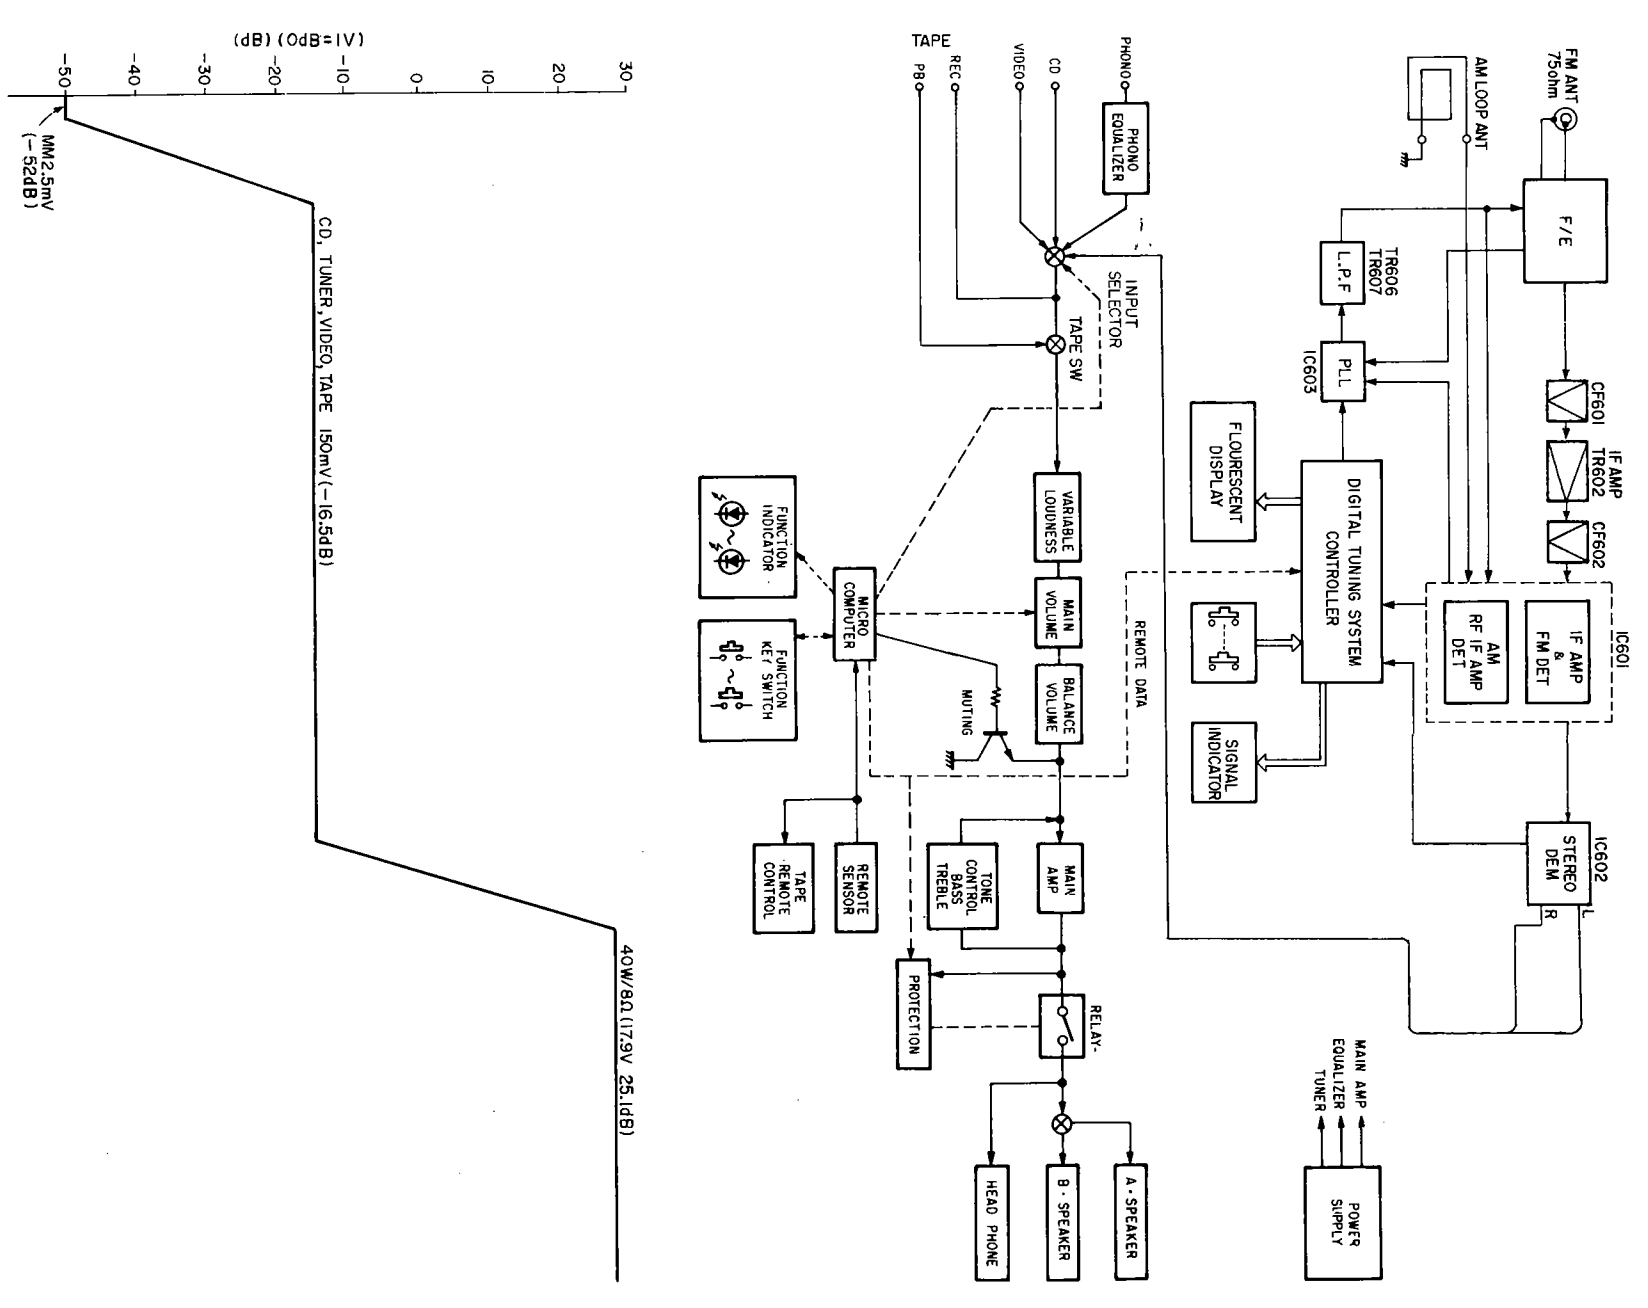 FM ANT
75ohm
AM LOOP ANT
F/E
CF601
IF AMP
TR602
CF602
IC601
IF AMP
&
FM DET
AM
RF IF AMP
DET
IC602
STEREO
DEM
L
R
TR606
TR607
L.P.F
PLL
IC603
DIGITAL TUNING SYSTEM
CONTROLLER
FLOURESCENT
DISPLAY
SIGNAL
INDICATOR
MAIN AMP
EQUALIZER
TUNER
POWER
SUPPLY
PHONO
PHONO
EQUALIZER
CD
VIDEO
TAPE
REC
PB
INPUT
SELECTOR
TAPE SW
VARIABLE
LOUDNESS
MAIN
VOLUME
BALANCE
VOLUME
REMOTE DATA
MUTING
MAIN
AMP
TONE
CONTROL
BASS
TREBLE
RELAY
PROTECTION
A·SPEAKER
B·SPEAKER
HEAD PHONE
MICRO
COMPUTER
FUNCTION
INDICATOR
FUNCTION
KEY SWITCH
REMOTE
SENSOR
TAPE
REMOTE
CONTROL
30
20
10
0
-10
-20
-30
-40
-50
(dB) (0dB=1V)
MM2.5mV
(-52dB)
CD, TUNER, VIDEO, TAPE 150mV(-16.5dB)
40W/8Ω(17.9V 25.1dB)